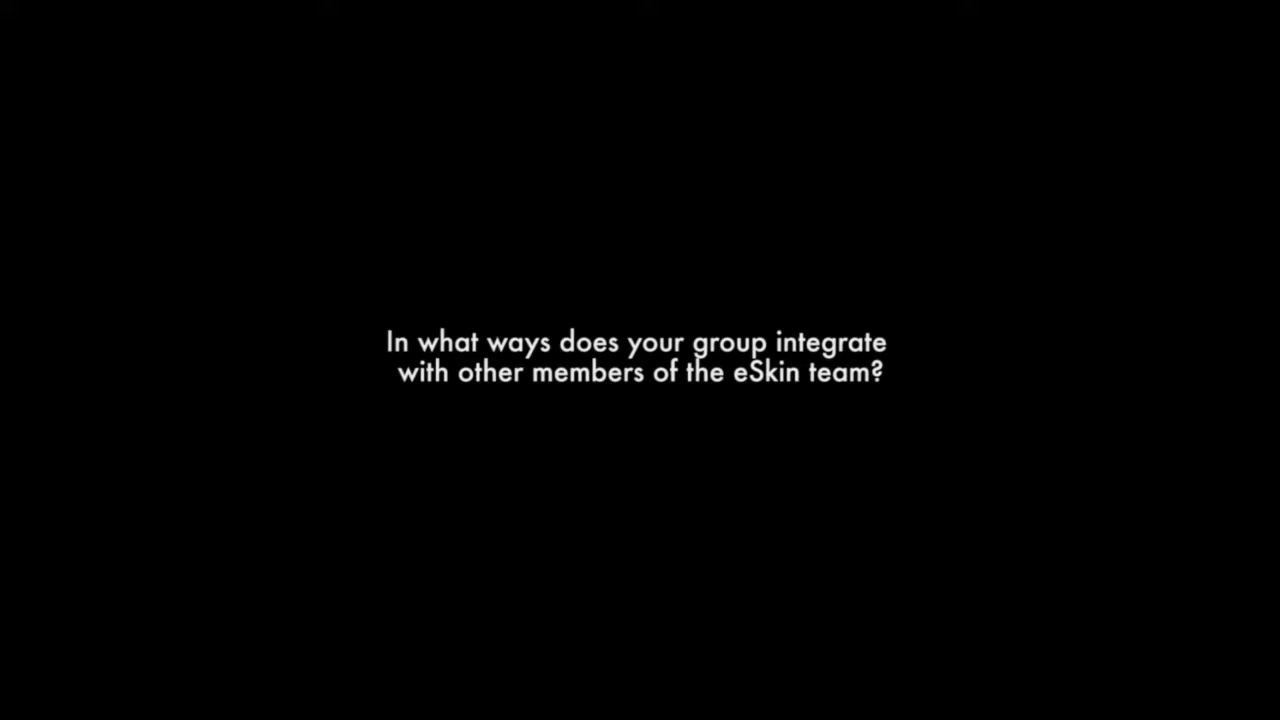 In what ways does your group integrate
with other members of the eSkin team?